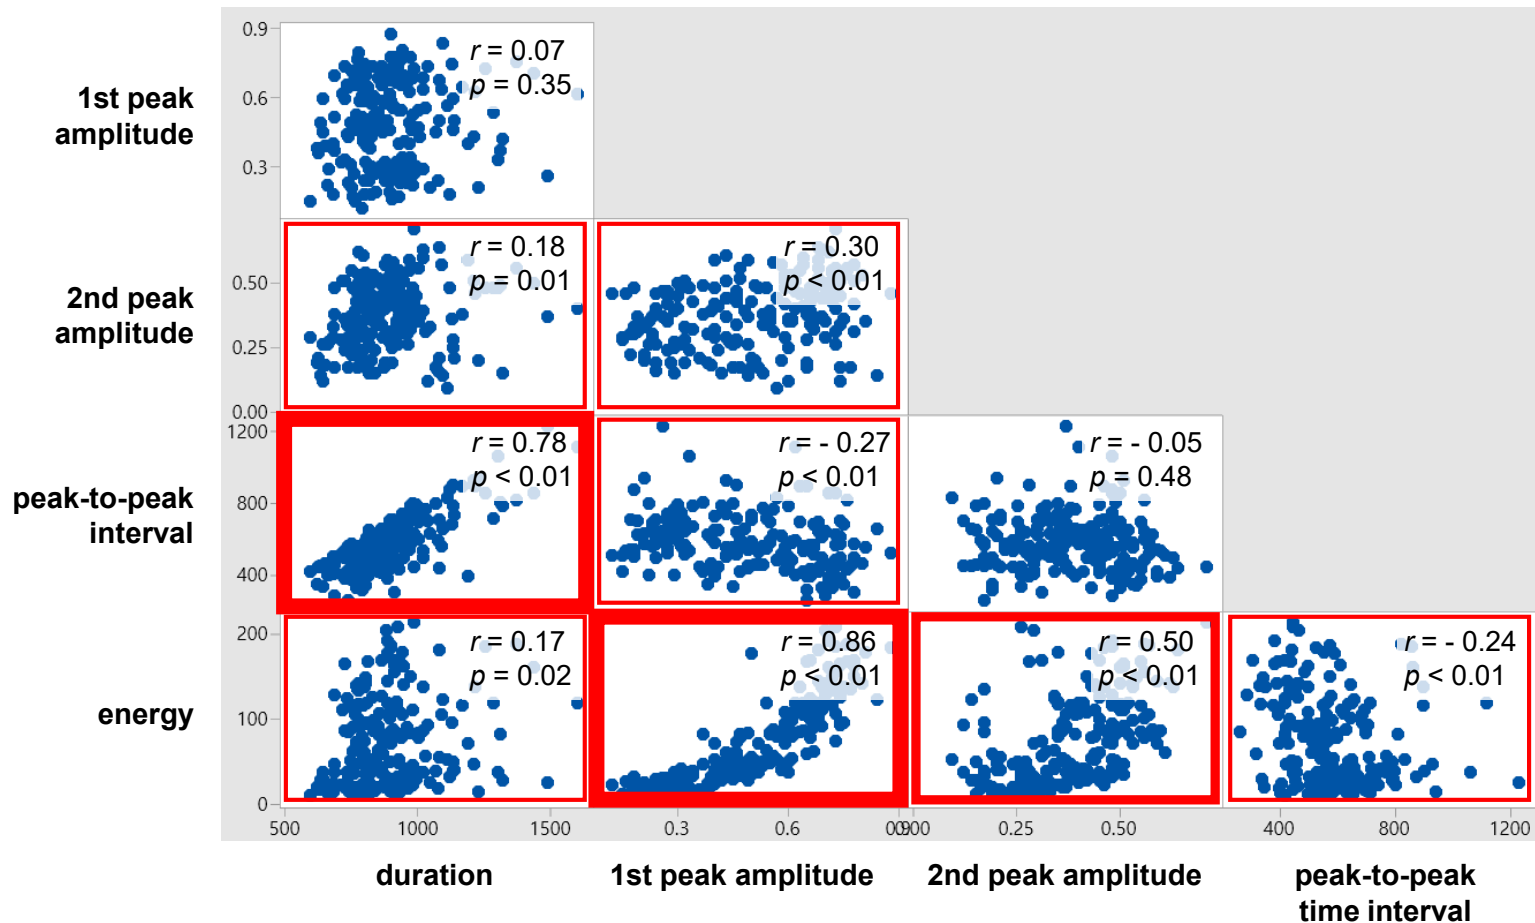 0.9
0.6
0.3
1st peak
amplitude
r = 0.07
p = 0.35
0.50
0.25
0.00
2nd peak
amplitude
r = 0.18
p = 0.01
r = 0.30
p < 0.01
1200
800
400
peak-to-peak
interval
r = 0.78
p < 0.01
r = - 0.27
p < 0.01
r = - 0.05
p = 0.48
200
100
0
energy
r = 0.17
p = 0.02
r = 0.86
p < 0.01
r = 0.50
p < 0.01
r = - 0.24
p < 0.01
500 1000 1500 0.3 0.6 0.9 0.00 0.25 0.50 400 800 1200
duration
1st peak amplitude
2nd peak amplitude
peak-to-peak
time interval